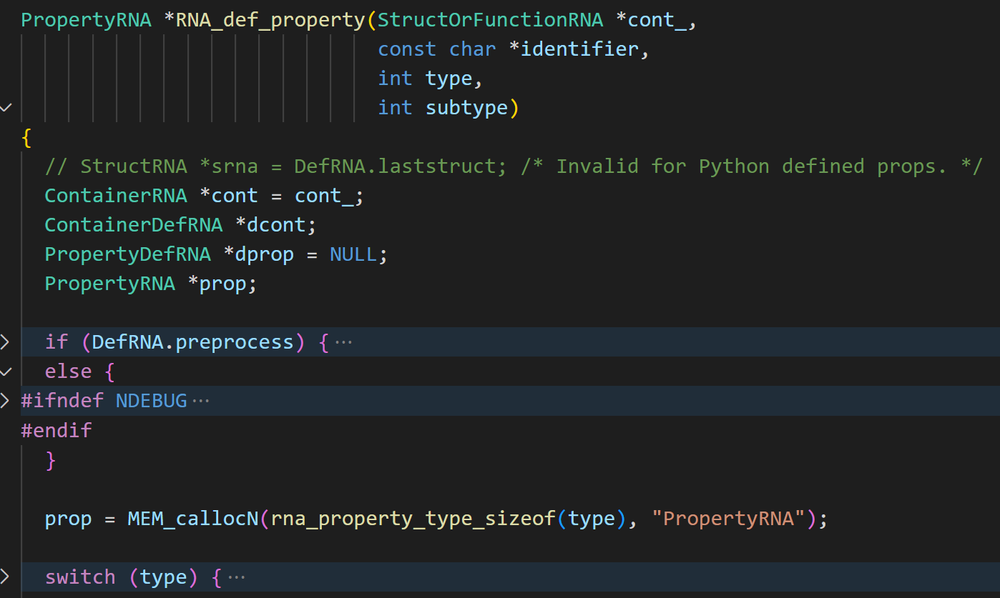 PropertyRNA *RNA_def_property(StructOrFunctionRNA *cont_,
                              const char *identifier,
                              int type,
                              int subtype)
{
  // StructRNA *srna = DefRNA.laststruct; /* Invalid for Python defined props. */
  ContainerRNA *cont = cont_;
  ContainerDefRNA *dcont;
  PropertyDefRNA *dprop = NULL;
  PropertyRNA *prop;

  if (DefRNA.preprocess) {···
  else {
#ifndef NDEBUG···
#endif
  }

  prop = MEM_callocN(rna_property_type_sizeof(type), "PropertyRNA");

  switch (type) {···